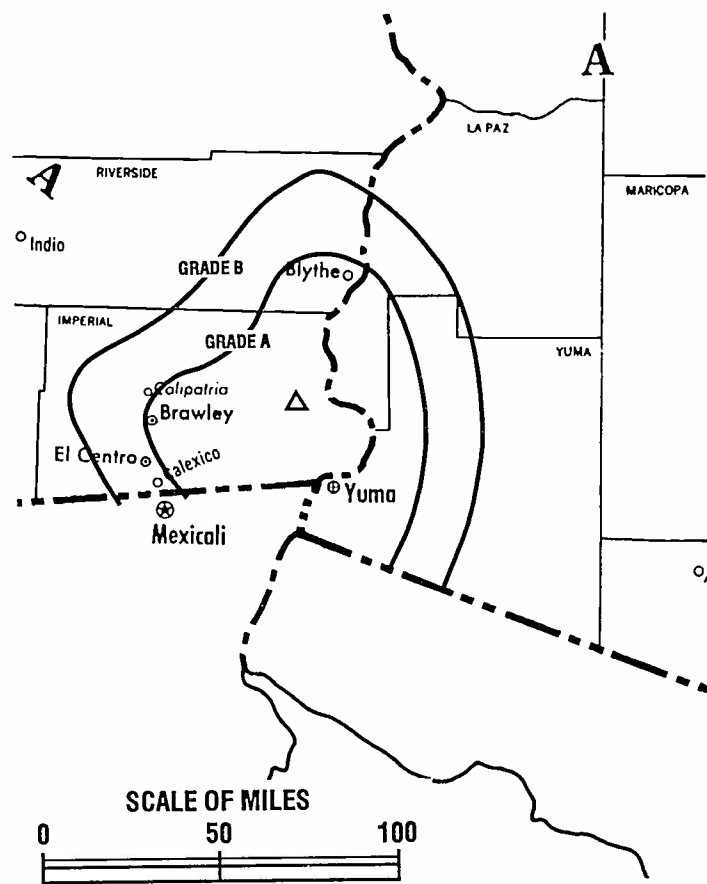 A
LA PAZ
A
RIVERSIDE
MARICOPA
Indio
GRADE B
Blythe
IMPERIAL
GRADE A
YUMA
Calipatria
Brawley
El Centro
Calexico
Yuma
Mexicali
SCALE OF MILES
0 50 100